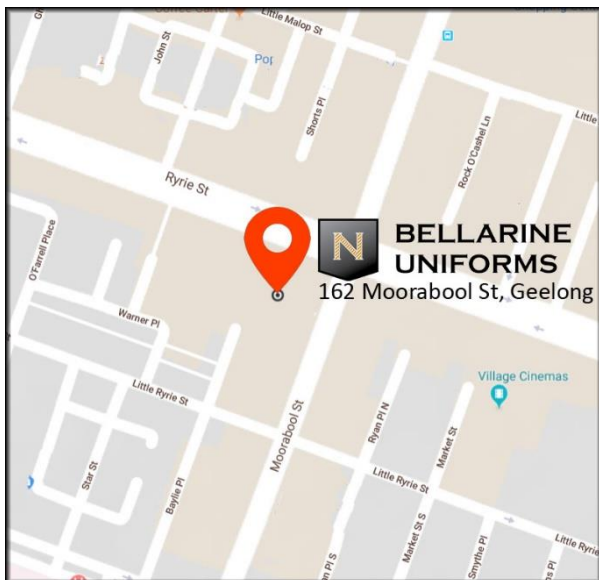 Little Malop St
John St
Shorts Pl
Rock O'Cashel Ln
Little
Ryrie St
N
BELLARINE
UNIFORMS
162 Moorabool St, Geelong
O'Farrell Place
Warner Pl
Village Cinemas
Little Ryrie St
Moorabool St
Ryan Pl N
Market St
Star St
Baylie Pl
Little Ryrie St
Market St S
Smythe Pl
Little Ryrie